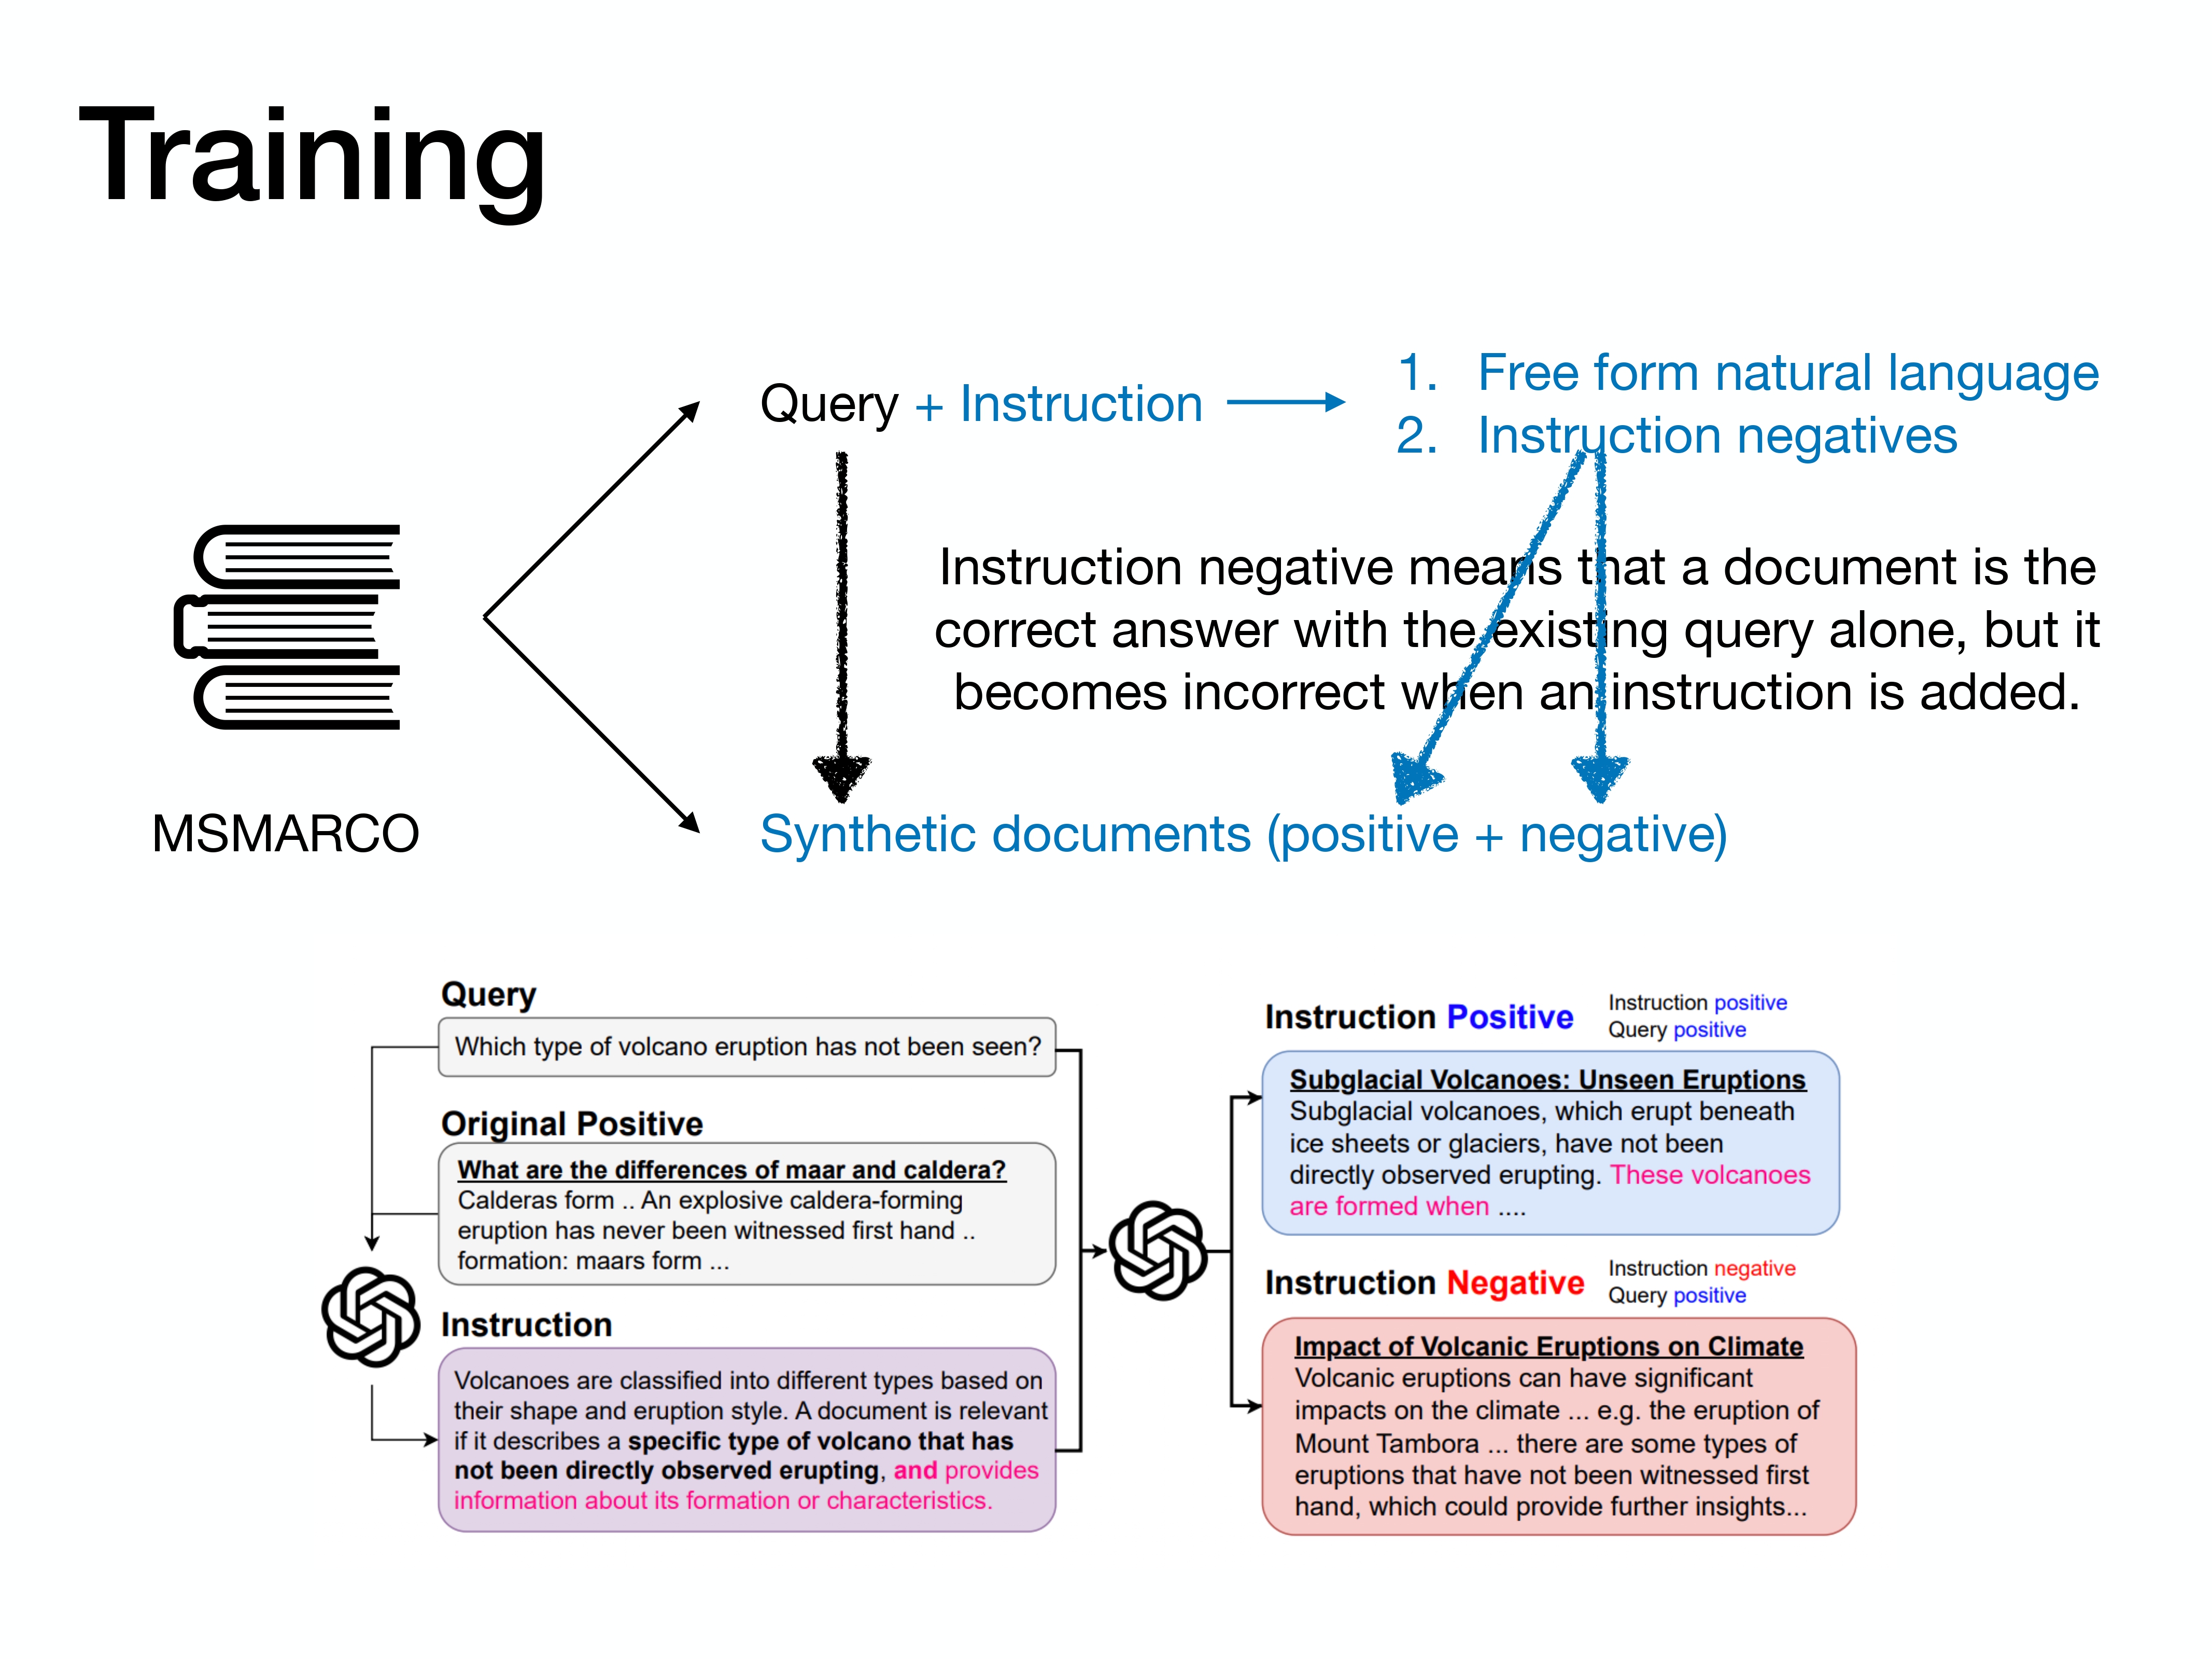 Training
Query + Instruction
1. Free form natural language
2. Instruction negatives
Instruction negative means that a document is the
correct answer with the existing query alone, but it
becomes incorrect when an instruction is added.
MSMARCO
Synthetic documents (positive + negative)
Query
Which type of volcano eruption has not been seen?
Original Positive
What are the differences of maar and caldera?
Calderas form .. An explosive caldera-forming
eruption has never been witnessed first hand ..
formation: maars form ...
Instruction
Volcanoes are classified into different types based on
their shape and eruption style. A document is relevant
if it describes a specific type of volcano that has
not been directly observed erupting, and provides
information about its formation or characteristics.
Instruction Positive
Instruction positive
Query positive
Subglacial Volcanoes: Unseen Eruptions
Subglacial volcanoes, which erupt beneath
ice sheets or glaciers, have not been
directly observed erupting. These volcanoes
are formed when ....
Instruction Negative
Instruction negative
Query positive
Impact of Volcanic Eruptions on Climate
Volcanic eruptions can have significant
impacts on the climate ... e.g. the eruption of
Mount Tambora ... there are some types of
eruptions that have not been witnessed first
hand, which could provide further insights...